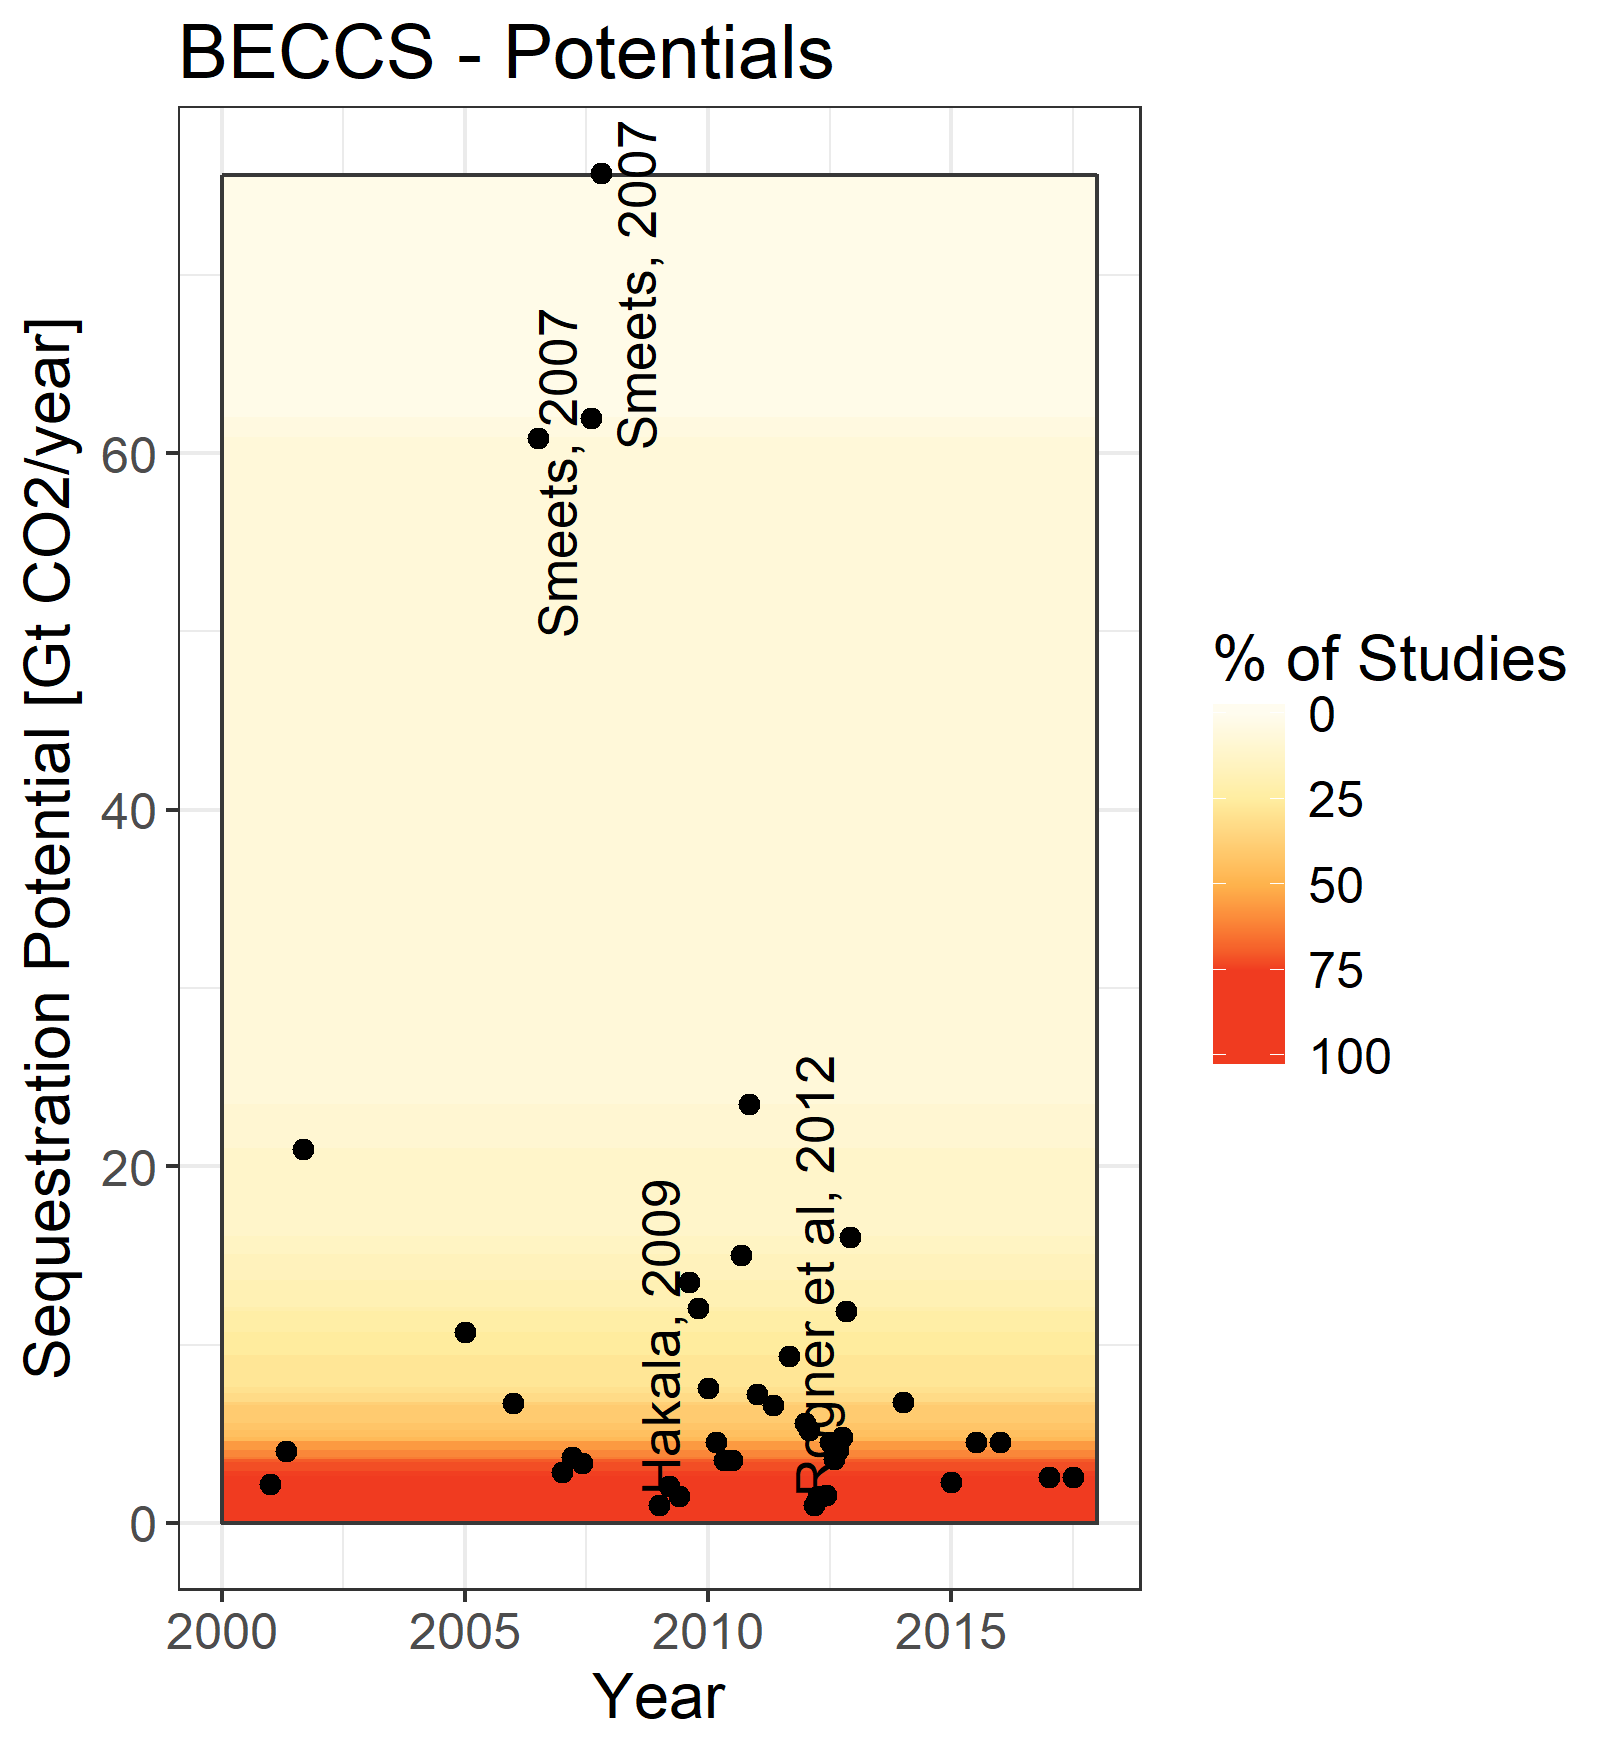 BECCS - Potentials
Sequestration Potential [Gt CO2/year]
60
40
20
0
2000
2005
2010
2015
Year
Smeets, 2007
Smeets, 2007
Hakala, 2009
Rogner et al, 2012
% of Studies
0
25
50
75
100